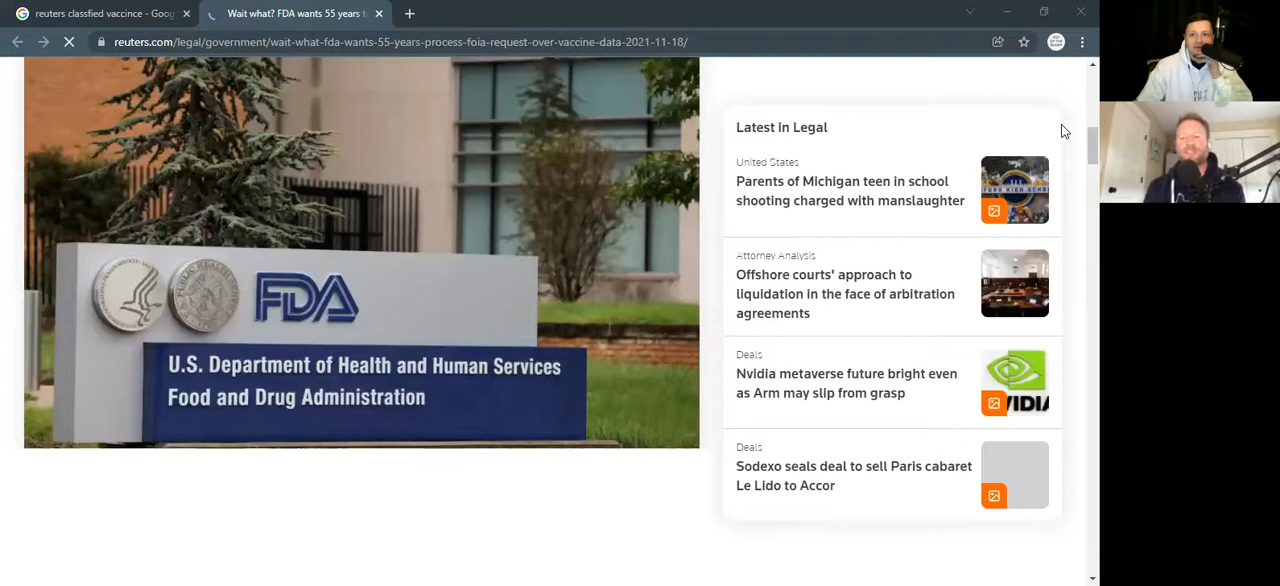 reuters classfied vaccince - Goog
Wait what? FDA wants 55 years t
reuters.com/legal/government/wait-what-fda-wants-55-years-process-foia-request-over-vaccine-data-2021-11-18/
FDA
U.S. Department of Health and Human Services
Food and Drug Administration
Latest in Legal
United States
Parents of Michigan teen in school
shooting charged with manslaughter
Attorney Analysis
Offshore courts' approach to
liquidation in the face of arbitration
agreements
Deals
Nvidia metaverse future bright even
as Arm may slip from grasp
Deals
Sodexo seals deal to sell Paris cabaret
Le Lido to Accor